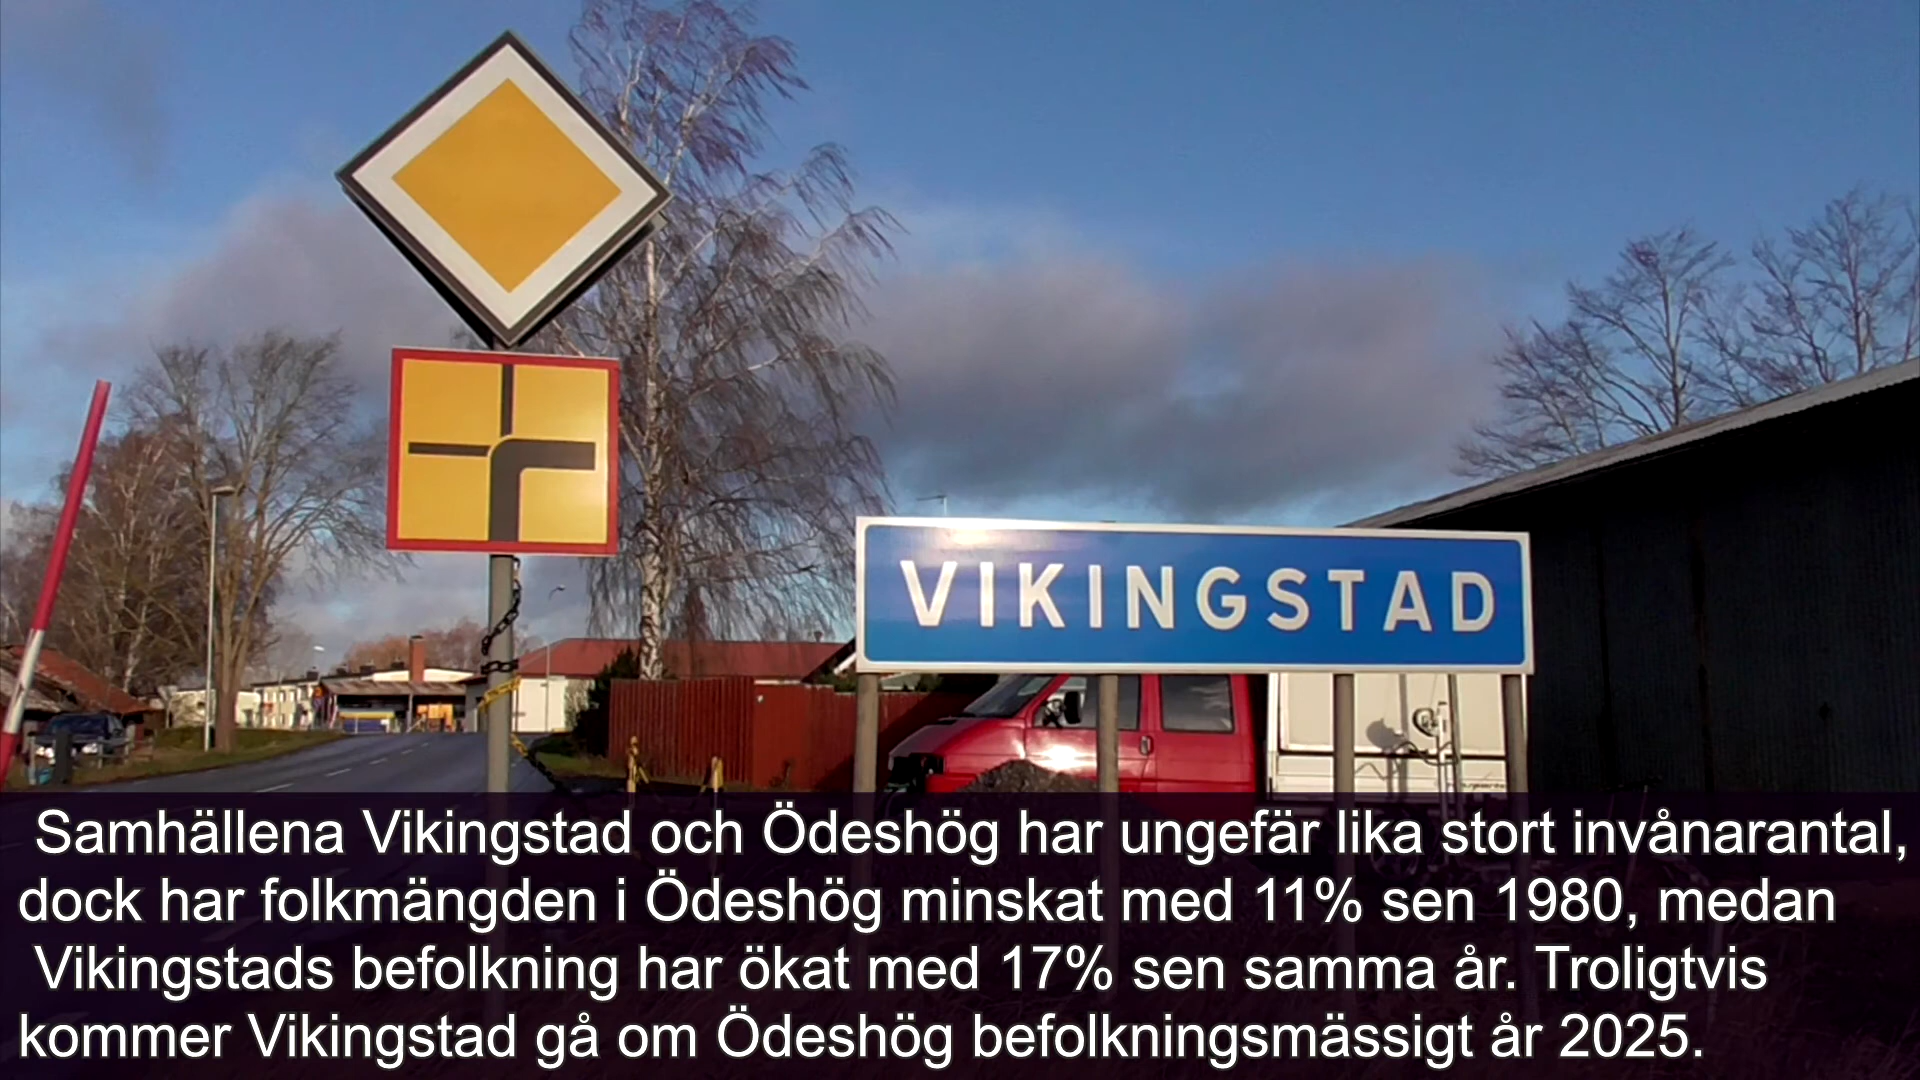 VIKINGSTAD
Samhällena Vikingstad och Ödeshög har ungefär lika stort invånarantal,
dock har folkmängden i Ödeshög minskat med 11% sen 1980, medan
Vikingstads befolkning har ökat med 17% sen samma år. Troligtvis
kommer Vikingstad gå om Ödeshög befolkningsmässigt år 2025.